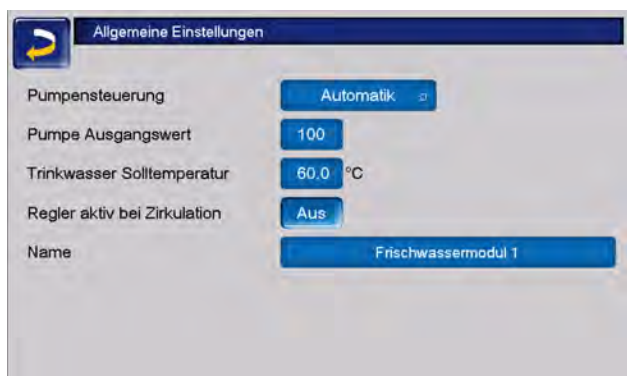 Allgemeine Einstellungen
Pumpensteuerung Automatik
Pumpe Ausgangswert 100
Trinkwasser Solltemperatur 60.0 °C
Regler aktiv bei Zirkulation Aus
Name Frischwassermodul 1